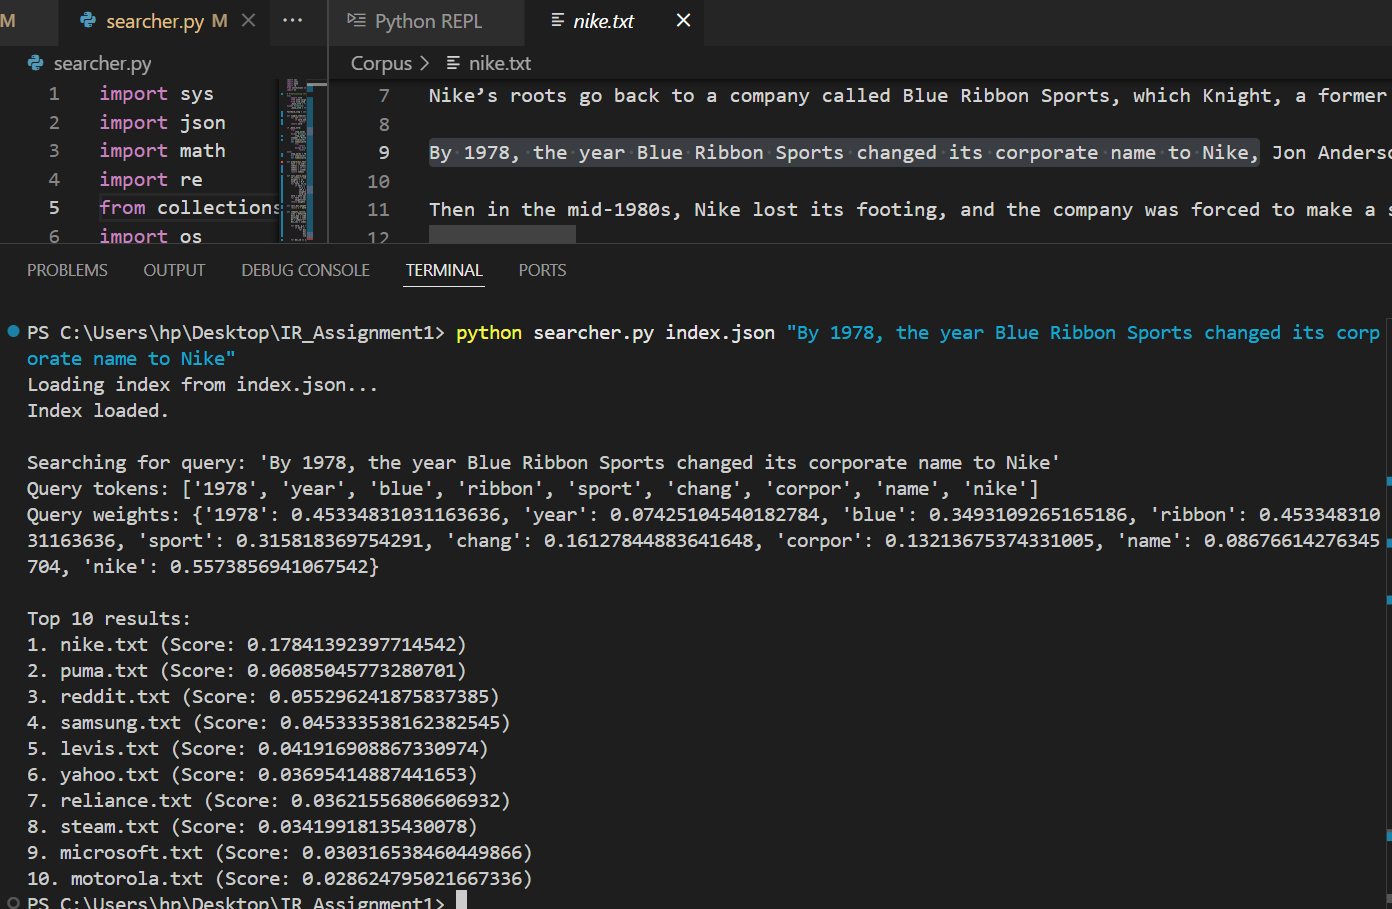 M
searcher.py M
...
Python REPL
nike.txt
searcher.py
Corpus > nike.txt
1 import sys
2 import json
3 import math
4 import re
5 from collections
6 import os
7 Nike’s roots go back to a company called Blue Ribbon Sports, which Knight, a former
8
9 By 1978, the year Blue Ribbon Sports changed its corporate name to Nike, Jon Anderso
10
11 Then in the mid-1980s, Nike lost its footing, and the company was forced to make a s
12
PROBLEMS OUTPUT DEBUG CONSOLE TERMINAL PORTS
PS C:\Users\hp\Desktop\IR_Assignment1> python searcher.py index.json "By 1978, the year Blue Ribbon Sports changed its corp
orate name to Nike"
Loading index from index.json...
Index loaded.
Searching for query: 'By 1978, the year Blue Ribbon Sports changed its corporate name to Nike'
Query tokens: ['1978', 'year', 'blue', 'ribbon', 'sport', 'chang', 'corpor', 'name', 'nike']
Query weights: {'1978': 0.45334831031163636, 'year': 0.07425104540182784, 'blue': 0.3493109265165186, 'ribbon': 0.453348310
31163636, 'sport': 0.315818369754291, 'chang': 0.16127844883641648, 'corpor': 0.13213675374331005, 'name': 0.08676614276345
704, 'nike': 0.5573856941067542}
Top 10 results:
1. nike.txt (Score: 0.17841392397714542)
2. puma.txt (Score: 0.06085045773280701)
3. reddit.txt (Score: 0.055296241875837385)
4. samsung.txt (Score: 0.045333538162382545)
5. levis.txt (Score: 0.041916908867330974)
6. yahoo.txt (Score: 0.03695414887441653)
7. reliance.txt (Score: 0.03621556806606932)
8. steam.txt (Score: 0.03419918135430078)
9. microsoft.txt (Score: 0.030316538460449866)
10. motorola.txt (Score: 0.028624795021667336)
PS C:\Users\hp\Desktop\IR_Assignment1>